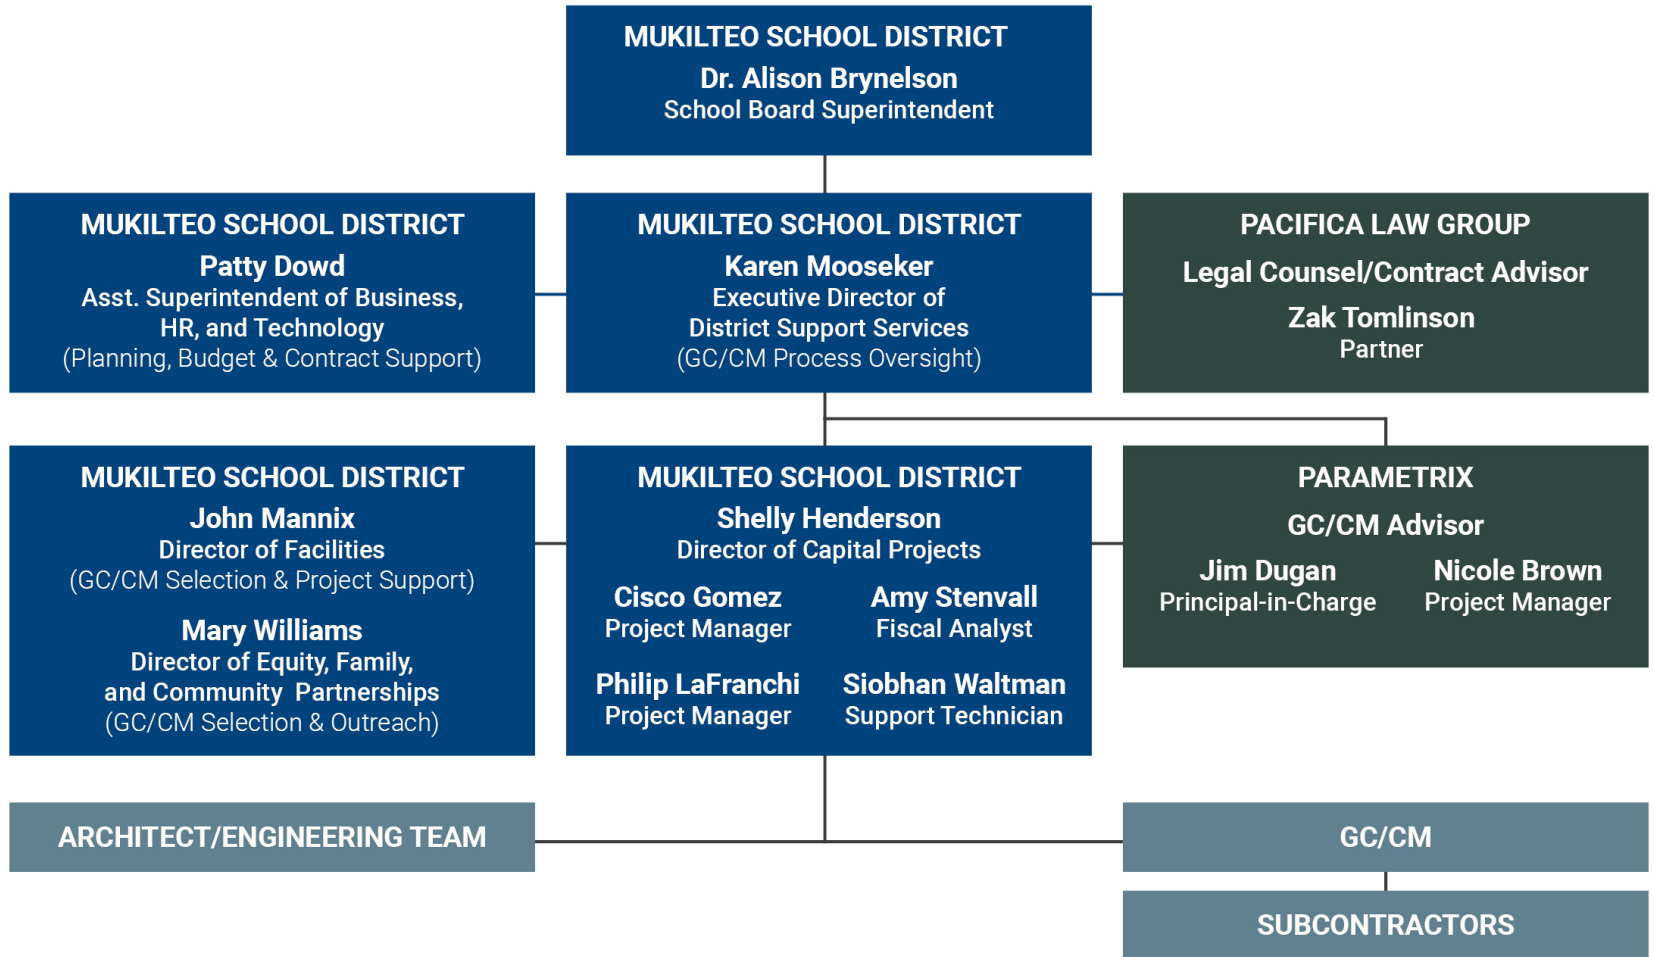 MUKILTEO SCHOOL DISTRICT
Dr. Alison Brynelson
School Board Superintendent
MUKILTEO SCHOOL DISTRICT
Patty Dowd
Asst. Superintendent of Business,
HR, and Technology
(Planning, Budget & Contract Support)
MUKILTEO SCHOOL DISTRICT
Karen Mooseker
Executive Director of
District Support Services
(GC/CM Process Oversight)
PACIFICA LAW GROUP
Legal Counsel/Contract Advisor
Zak Tomlinson
Partner
MUKILTEO SCHOOL DISTRICT
John Mannix
Director of Facilities
(GC/CM Selection & Project Support)
Mary Williams
Director of Equity, Family,
and Community Partnerships
(GC/CM Selection & Outreach)
MUKILTEO SCHOOL DISTRICT
Shelly Henderson
Director of Capital Projects
Cisco Gomez
Project Manager
Amy Stenvall
Fiscal Analyst
Philip LaFranchi
Project Manager
Siobhan Waltman
Support Technician
PARAMETRIX
GC/CM Advisor
Jim Dugan
Principal-in-Charge
Nicole Brown
Project Manager
ARCHITECT/ENGINEERING TEAM
GC/CM
SUBCONTRACTORS